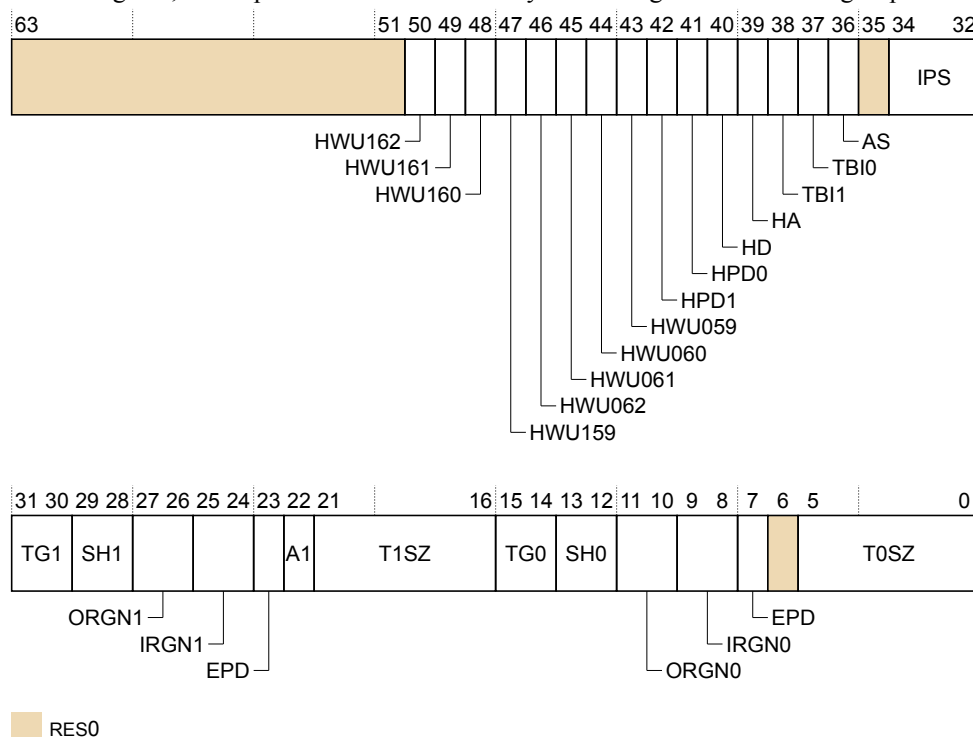 63 51 50 49 48 47 46 45 44 43 42 41 40 39 38 37 36 35 34 32
IPS
HWU162 AS
HWU161 TBI0
HWU160 TBI1
HA
HD
HPD0
HPD1
HWU059
HWU060
HWU061
HWU062
HWU159
31 30 29 28 27 26 25 24 23 22 21 16 15 14 13 12 11 10 9 8 7 6 5 0
TG1 SH1 A1 T1SZ TG0 SH0 T0SZ
ORGN1 EPD
IRGN1 IRGN0
EPD ORGN0
RES0